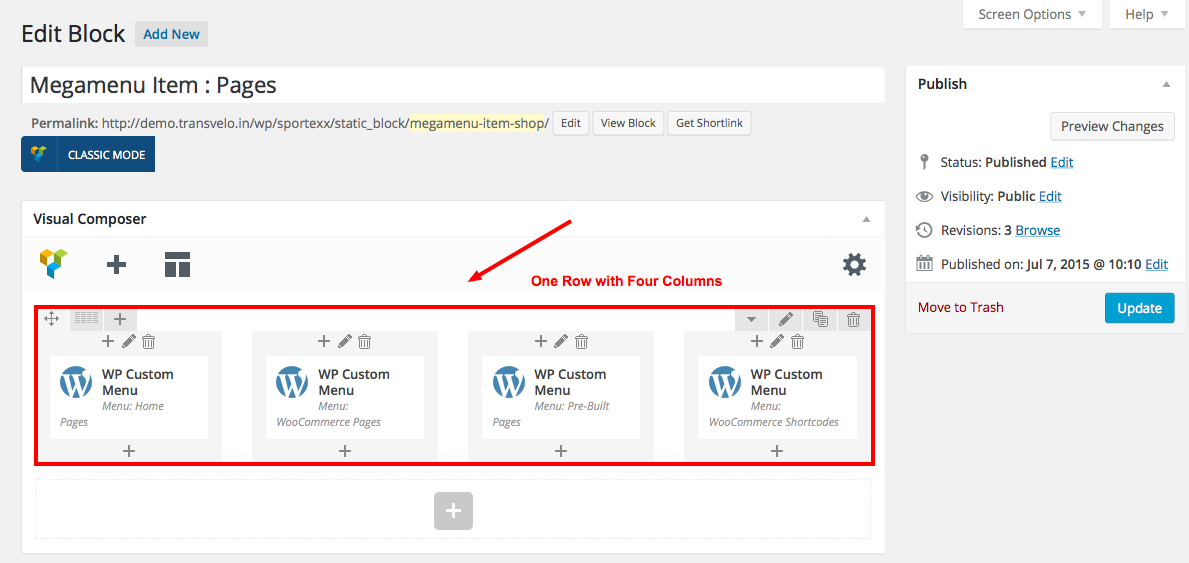 Screen Options
Help
Edit Block
Add New
Megamenu Item : Pages
Permalink: http://demo.transvelo.in/wp/sportexx/static_block/megamenu-item-shop/
Edit
View Block
Get Shortlink
CLASSIC MODE
Visual Composer
One Row with Four Columns
WP Custom
Menu
Menu: Home
Pages
WP Custom
Menu
Menu:
WooCommerce Pages
WP Custom
Menu
Menu: Pre-Built
Pages
WP Custom
Menu
Menu:
WooCommerce Shortcodes
Publish
Preview Changes
Status: Published Edit
Visibility: Public Edit
Revisions: 3 Browse
Published on: Jul 7, 2015 @ 10:10 Edit
Move to Trash
Update